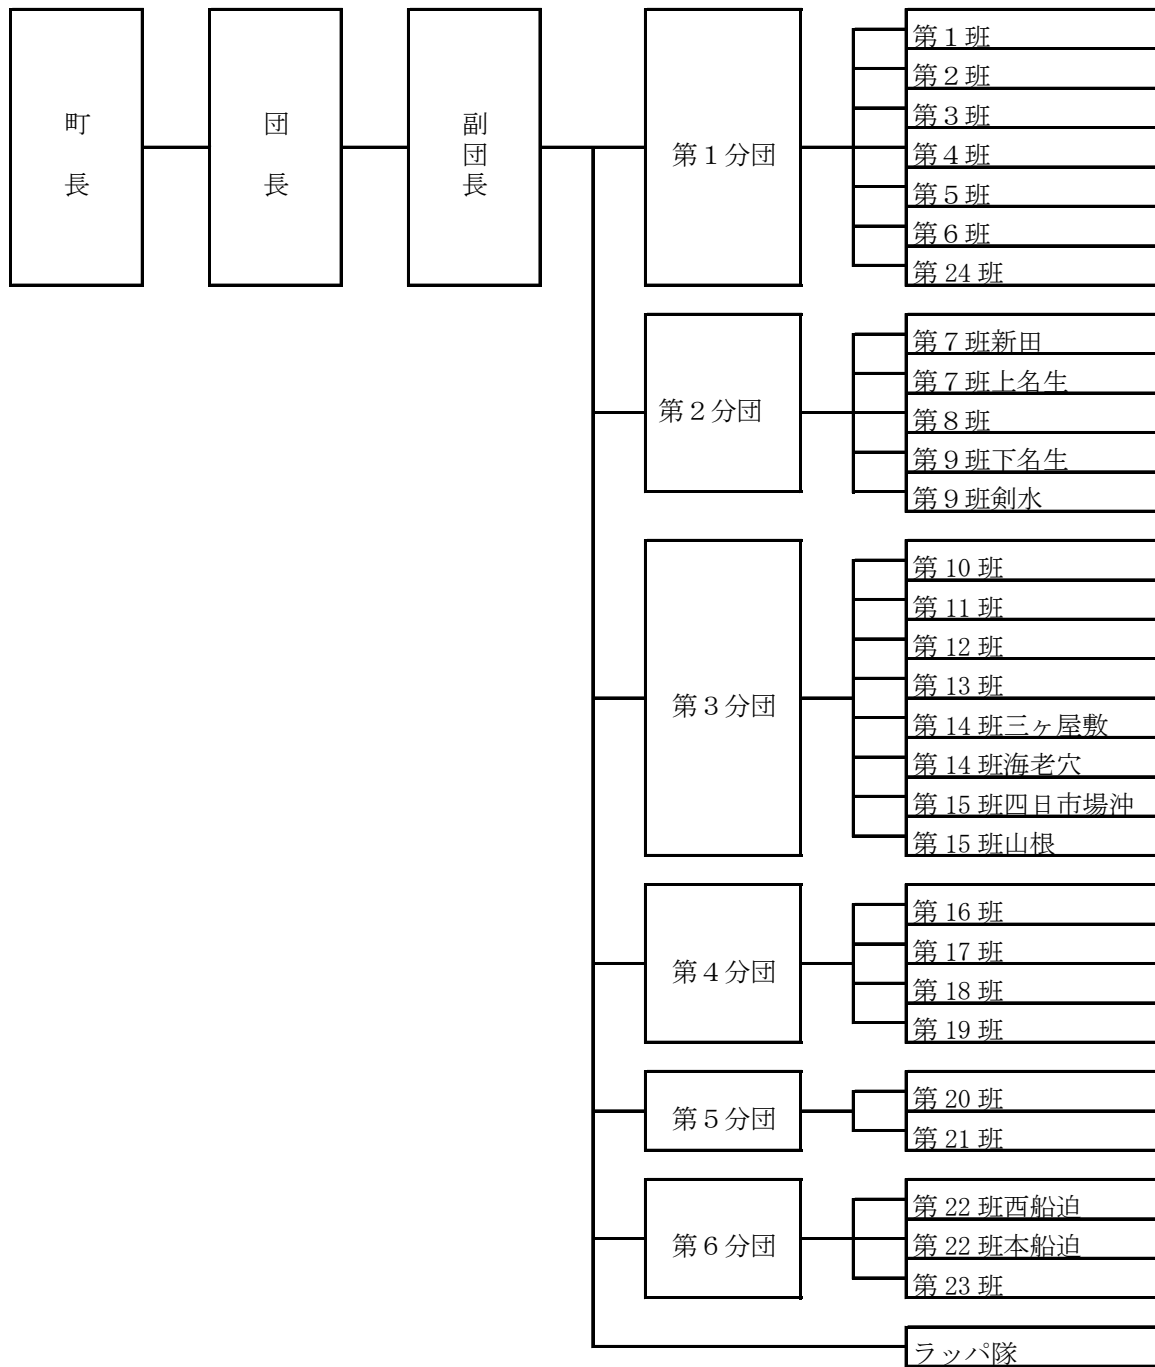 町長
団長
副団長
第１分団
第１班
第２班
第３班
第４班
第５班
第６班
第 24 班
第２分団
第７班新田
第７班上名生
第８班
第９班下名生
第９班剣水
第３分団
第 10 班
第 11 班
第 12 班
第 13 班
第 14 班三ヶ屋敷
第 14 班海老穴
第 15 班四日市場沖
第 15 班山根
第４分団
第 16 班
第 17 班
第 18 班
第 19 班
第５分団
第 20 班
第 21 班
第６分団
第 22 班西船迫
第 22 班本船迫
第 23 班
ラッパ隊